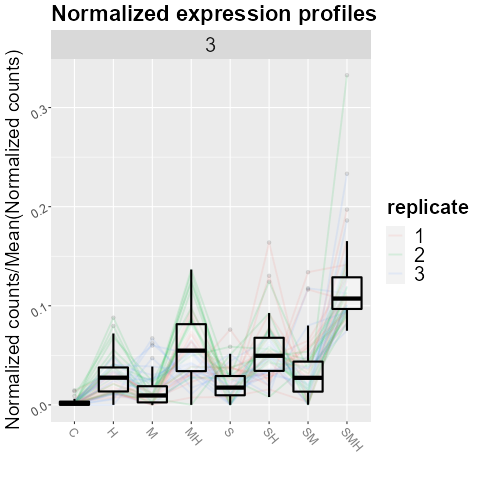 Normalized expression profiles
3
Normalized counts/Mean(Normalized counts)
0.3
0.2
0.1
0.0
C
H
M
MH
S
SH
SM
SMH
replicate
1
2
3